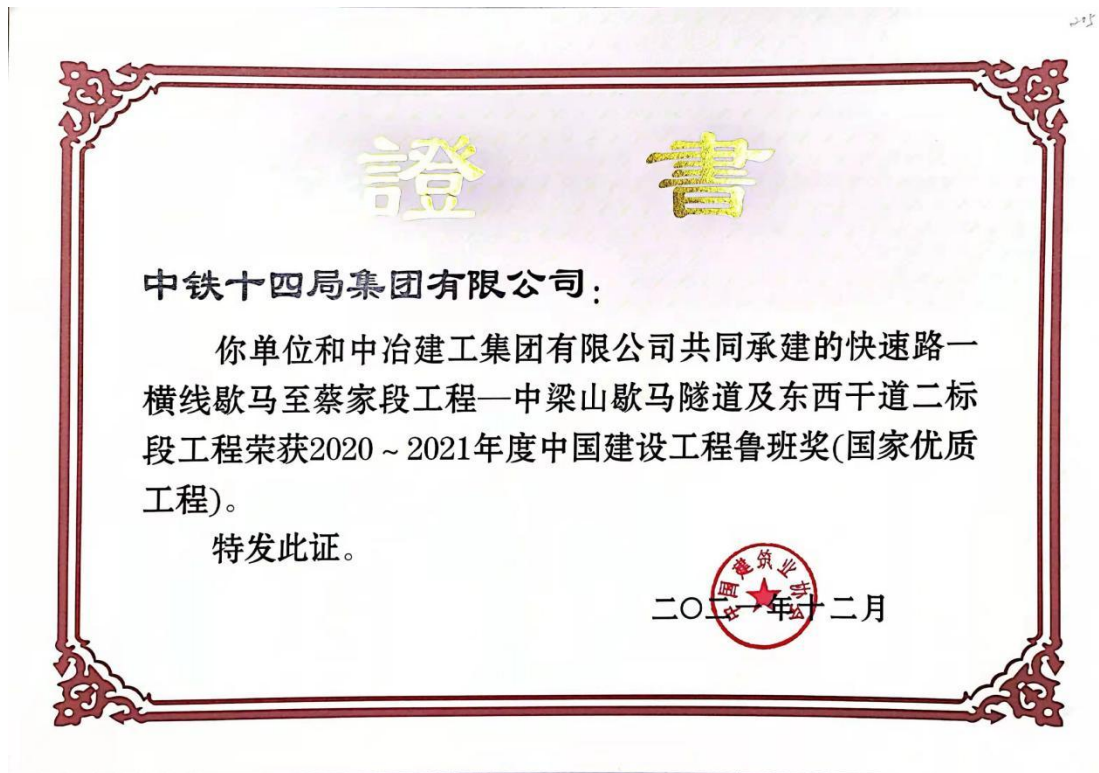 205
證 書
中铁十四局集团有限公司：
你单位和中冶建工集团有限公司共同承建的快速路一
横线歇马至蔡家段工程—中梁山歇马隧道及东西干道二标
段工程荣获2020～2021年度中国建设工程鲁班奖(国家优质
工程)。
特发此证。
中国建筑业协会
二〇二一年十二月